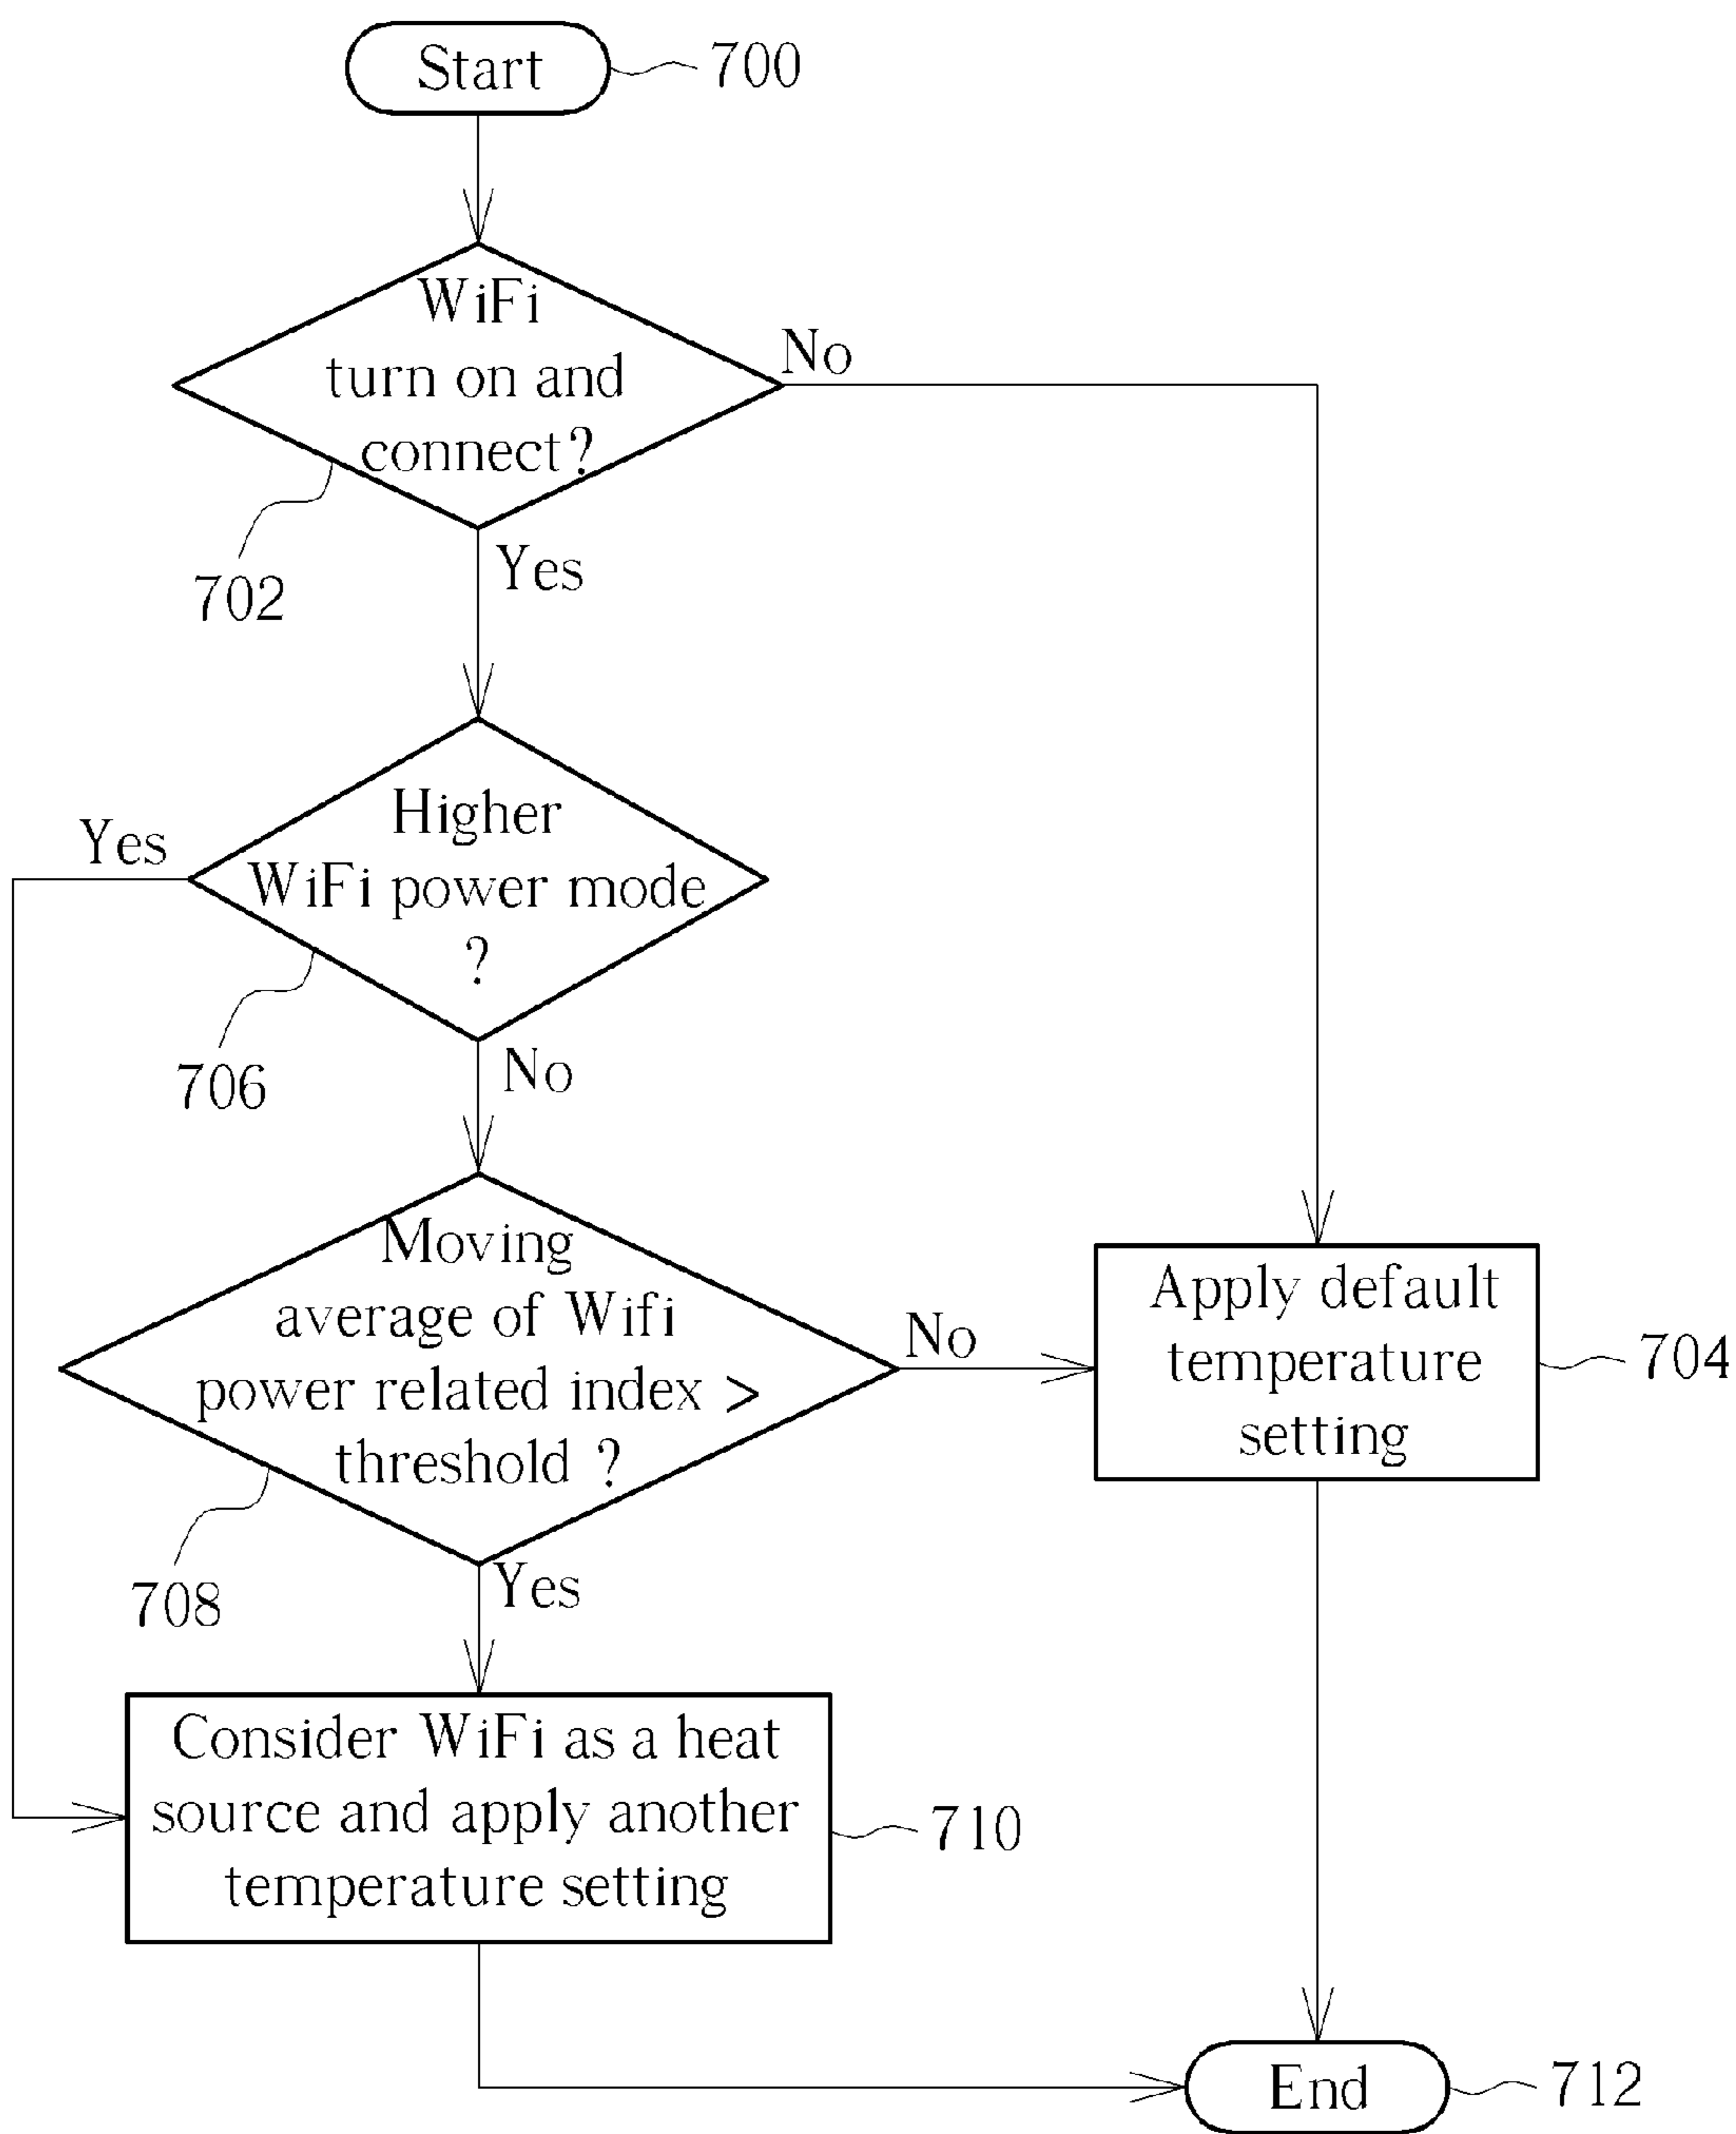 Start
700
WiFi
turn on and
connect?
No
702
Yes
Higher
WiFi power mode
?
Yes
706
No
Moving
average of Wifi
power related index >
threshold ?
No
Apply default
temperature
setting
704
708
Yes
Consider WiFi as a heat
source and apply another
temperature setting
710
End
712